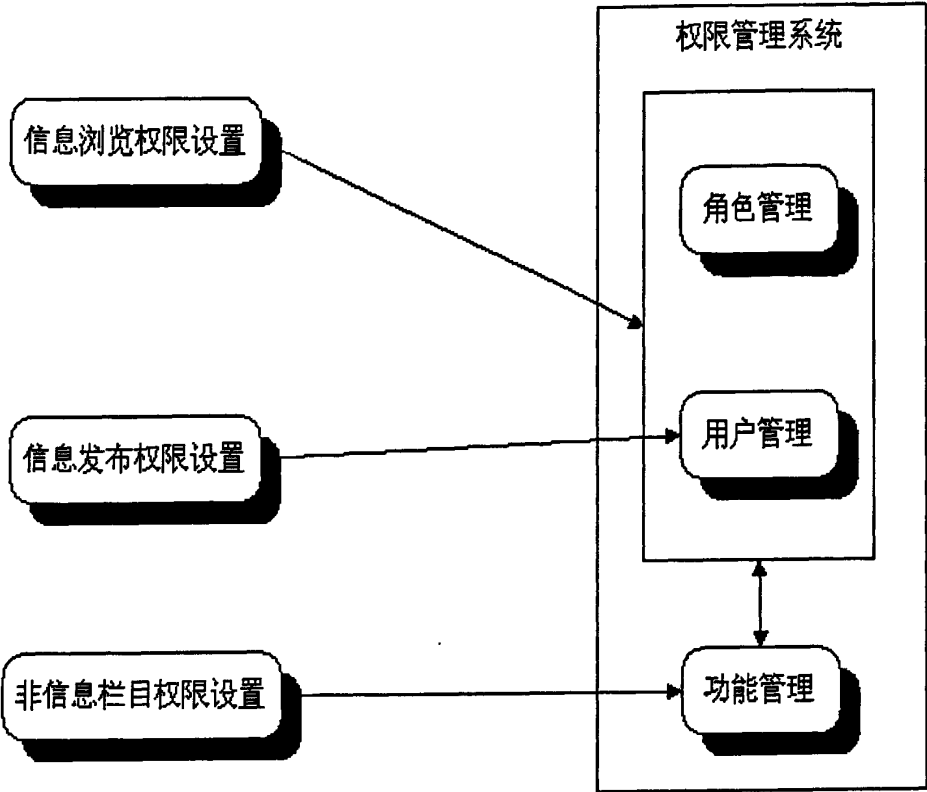 权限管理系统
信息浏览权限设置
角色管理
信息发布权限设置
用户管理
非信息栏目权限设置
功能管理